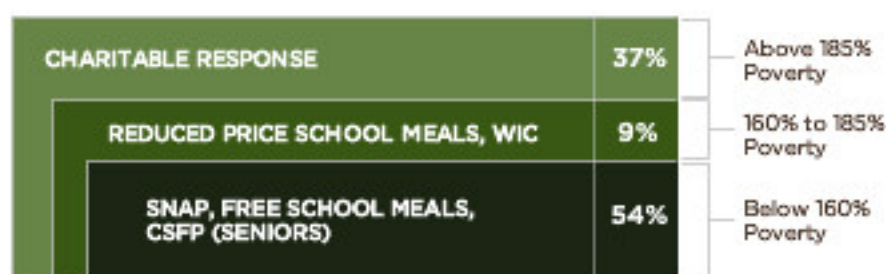 CHARITABLE RESPONSE 37% Above 185%
Poverty
REDUCED PRICE SCHOOL MEALS, WIC 9% 160% to 185%
Poverty
SNAP, FREE SCHOOL MEALS,
CSFP (SENIORS) 54% Below 160%
Poverty